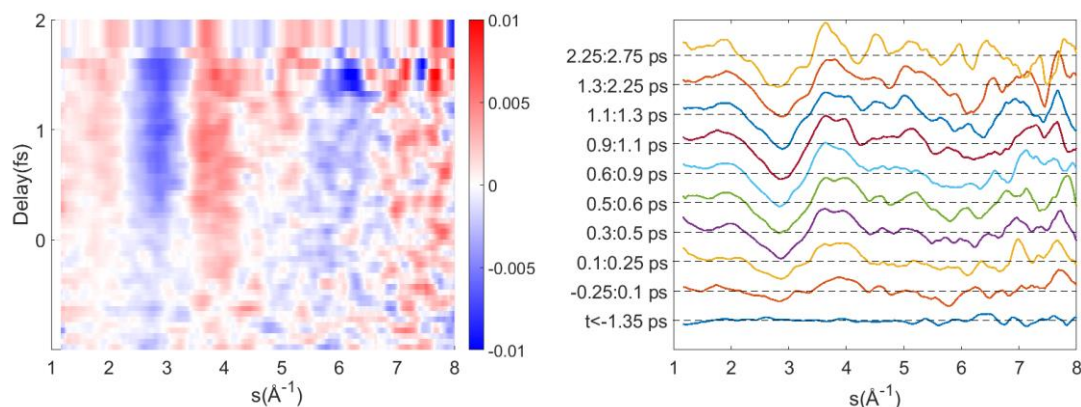 2
1
0
Delay(fs)
1 2 3 4 5 6 7 8
s(Å⁻¹)
0.01
0.005
0
-0.005
-0.01
2.25:2.75 ps
1.3:2.25 ps
1.1:1.3 ps
0.9:1.1 ps
0.6:0.9 ps
0.5:0.6 ps
0.3:0.5 ps
0.1:0.25 ps
-0.25:0.1 ps
t<-1.35 ps
1 2 3 4 5 6 7 8
s(Å⁻¹)